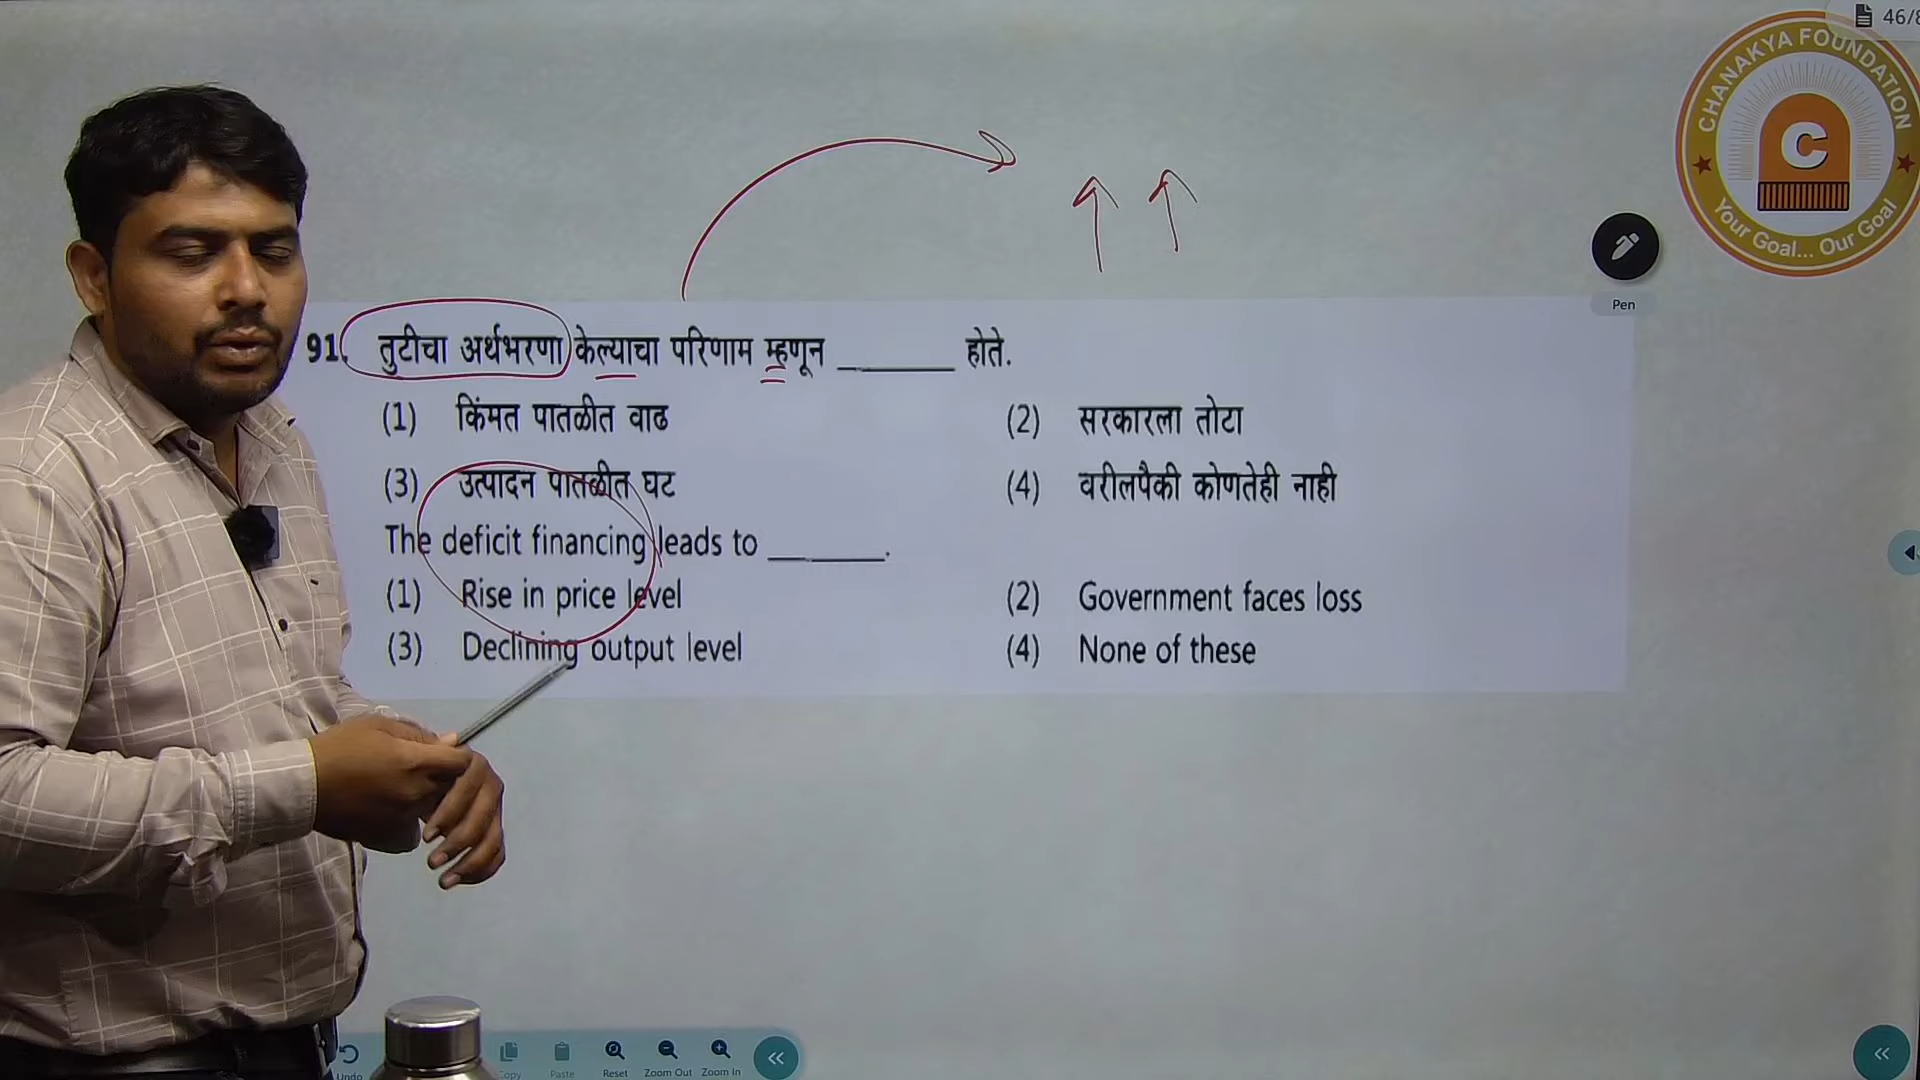 46/8
CHANAKYA FOUNDATION
C
Your Goal... Our Goal
Pen
91. तुटीचा अर्थभरणा केल्याचा परिणाम म्हणून ________ होते.
(1) किंमत पातळीत वाढ (2) सरकारला तोटा
(3) उत्पादन पातळीत घट (4) वरीलपैकी कोणतेही नाही
The deficit financing leads to ________.
(1) Rise in price level (2) Government faces loss
(3) Declining output level (4) None of these
Undo Copy Paste Reset Zoom Out Zoom In